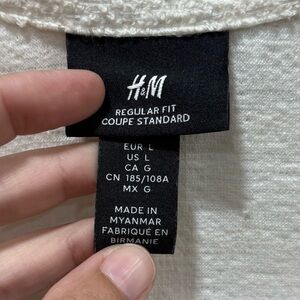 H&M
REGULAR FIT
COUPE STANDARD
EUR L
US L
CA G
CN 185/108A
MX G
MADE IN
MYANMAR
FABRIQUÉ EN
BIRMANIE